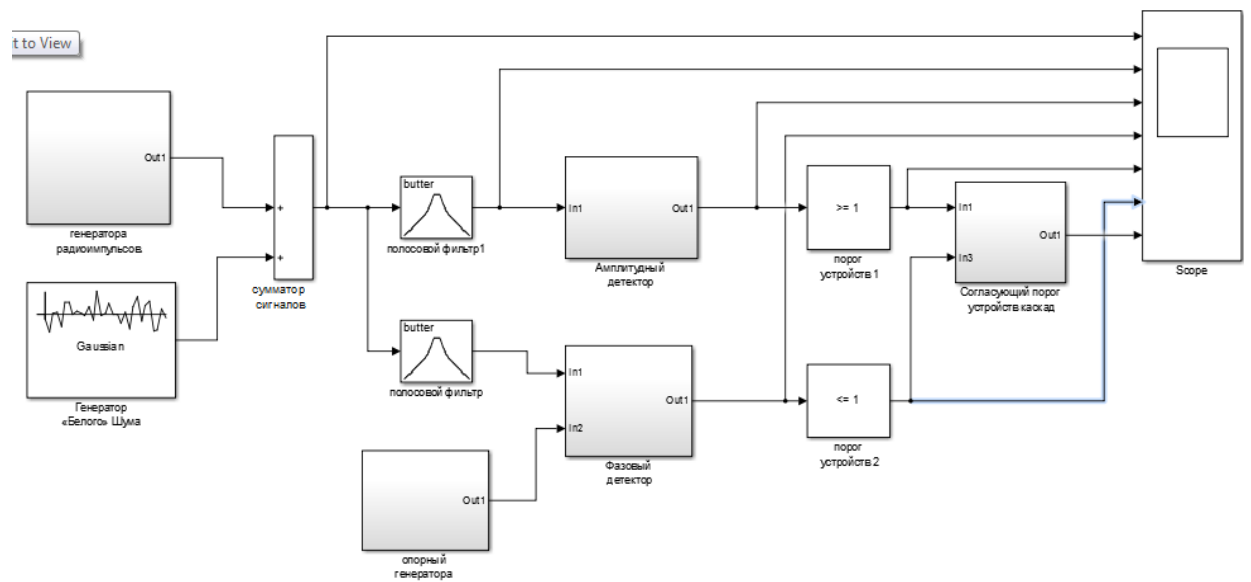 t to View
Out1
генератора
радиоимпульсов.
Gaussian
Генератор
«Белого» Шума
+
+
сумматор
сигналов
butter
полосовой фильтр1
In1
Out1
Амплитудный
детектор
>= 1
порог
устройств 1
In1
In3
Out1
Согласующий порог
устройств каскад
Scope
butter
полосовой фильтр
In1
In2
Out1
Фазовый
детектор
<= 1
порог
устройств 2
Out1
опорный
генератора